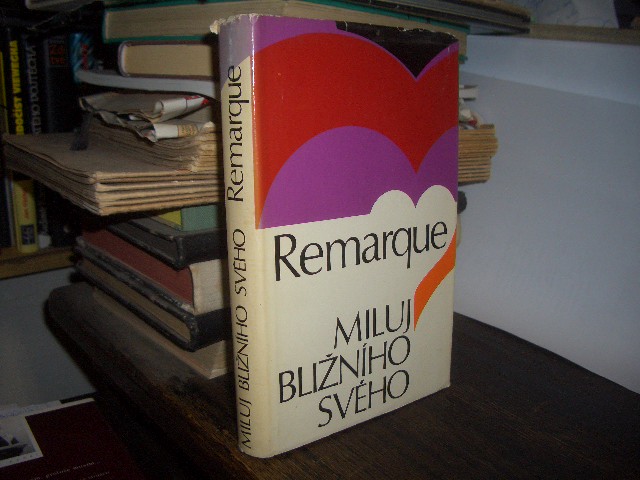 Remarque
MILUJ
BLIŽNÍHO
SVÉHO
MILUJ BLIŽNÍHO SVÉHO Remarque